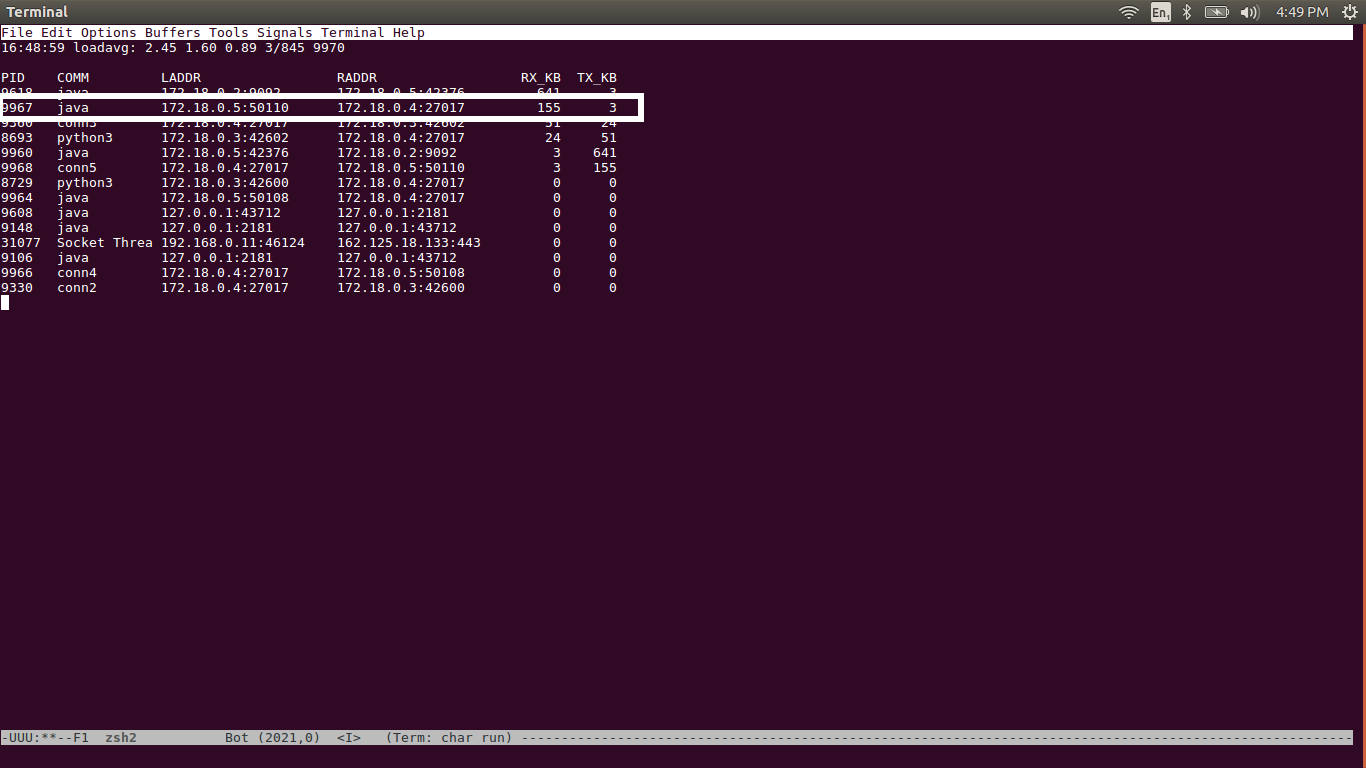 Terminal
En1 4:49 PM
File Edit Options Buffers Tools Signals Terminal Help
16:48:59 loadavg: 2.45 1.60 0.89 3/845 9970
PID COMM LADDR RADDR RX_KB TX_KB
9618 java 172.18.0.2:9092 172.18.0.5:42376 641 3
9967 java 172.18.0.5:50110 172.18.0.4:27017 155 3
9360 conn3 172.18.0.4:27017 172.18.0.3:42602 51 24
8693 python3 172.18.0.3:42602 172.18.0.4:27017 24 51
9960 java 172.18.0.5:42376 172.18.0.2:9092 3 641
9968 conn5 172.18.0.4:27017 172.18.0.5:50110 3 155
8729 python3 172.18.0.3:42600 172.18.0.4:27017 0 0
9964 java 172.18.0.5:50108 172.18.0.4:27017 0 0
9608 java 127.0.0.1:43712 127.0.0.1:2181 0 0
9148 java 127.0.0.1:2181 127.0.0.1:43712 0 0
31077 Socket Threa 192.168.0.11:46124 162.125.18.133:443 0 0
9106 java 127.0.0.1:2181 127.0.0.1:43712 0 0
9966 conn4 172.18.0.4:27017 172.18.0.5:50108 0 0
9330 conn2 172.18.0.4:27017 172.18.0.3:42600 0 0
-UUU:**--F1 zsh2 Bot (2021,0) <I> (Term: char run) --------------------------------------------------------------------------------------------------------